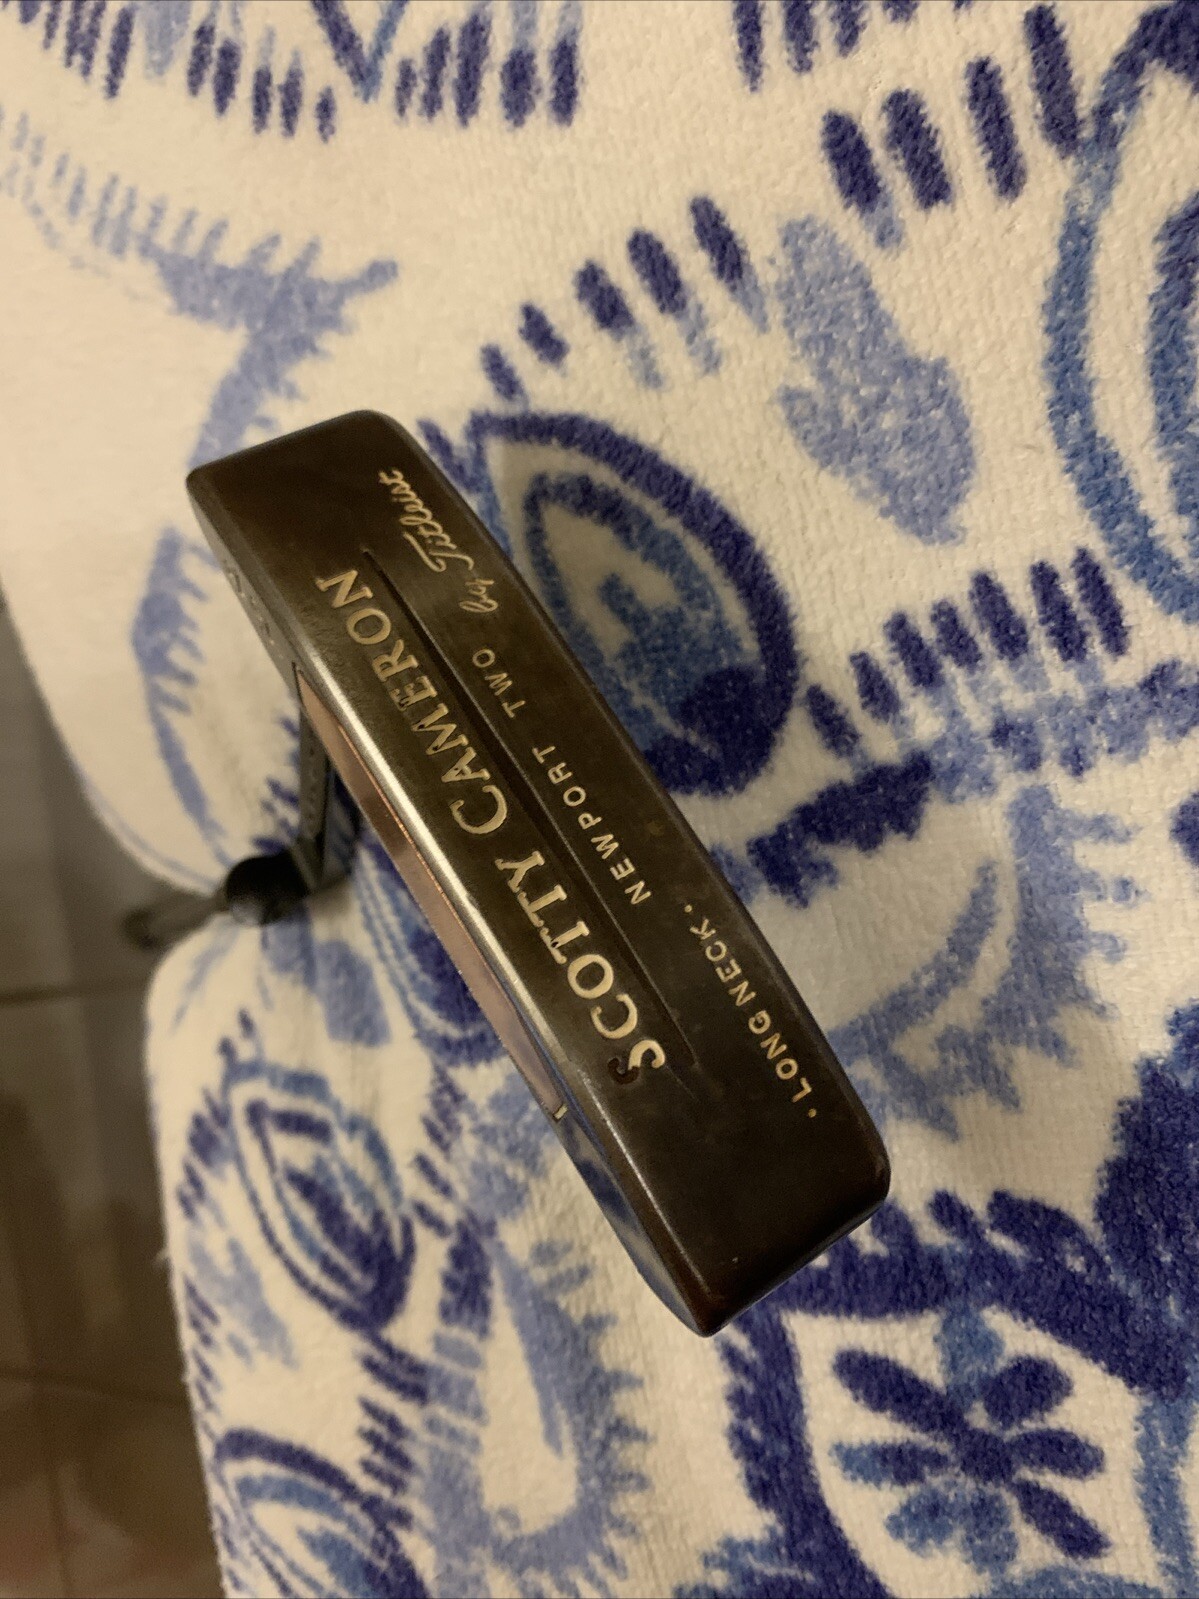 SCOTTY CAMERON
NEWPORT TWO by Titleist
· LONG NECK ·